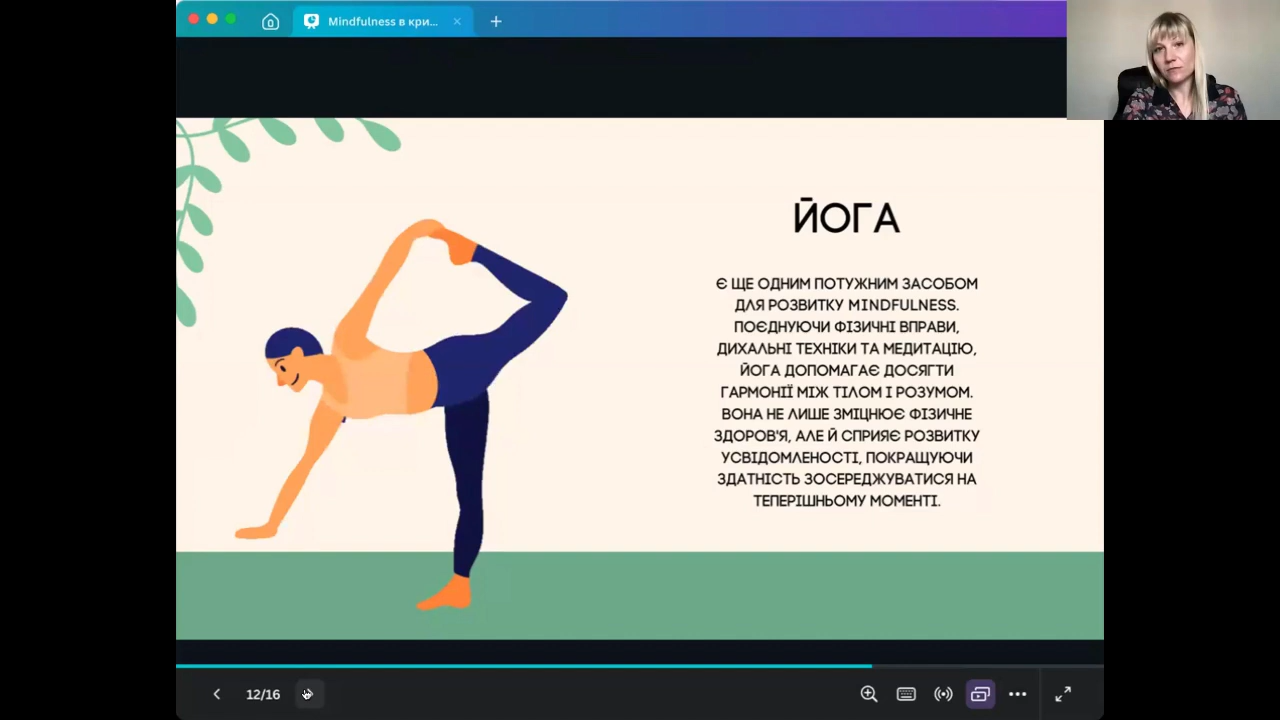 Mindfulness в кри...
ЙОГА
Є ЩЕ ОДНИМ ПОТУЖНИМ ЗАСОБОМ
ДЛЯ РОЗВИТКУ MINDFULNESS.
ПОЄДНУЮЧИ ФІЗИЧНІ ВПРАВИ,
ДИХАЛЬНІ ТЕХНІКИ ТА МЕДИТАЦІЮ,
ЙОГА ДОПОМАГАЄ ДОСЯГТИ
ГАРМОНІЇ МІЖ ТІЛОМ І РОЗУМОМ.
ВОНА НЕ ЛИШЕ ЗМІЦНЮЄ ФІЗИЧНЕ
ЗДОРОВ'Я, АЛЕ Й СПРИЯЄ РОЗВИТКУ
УСВІДОМЛЕНОСТІ, ПОКРАЩУЮЧИ
ЗДАТНІСТЬ ЗОСЕРЕДЖУВАТИСЯ НА
ТЕПЕРІШНЬОМУ МОМЕНТІ.
12/16